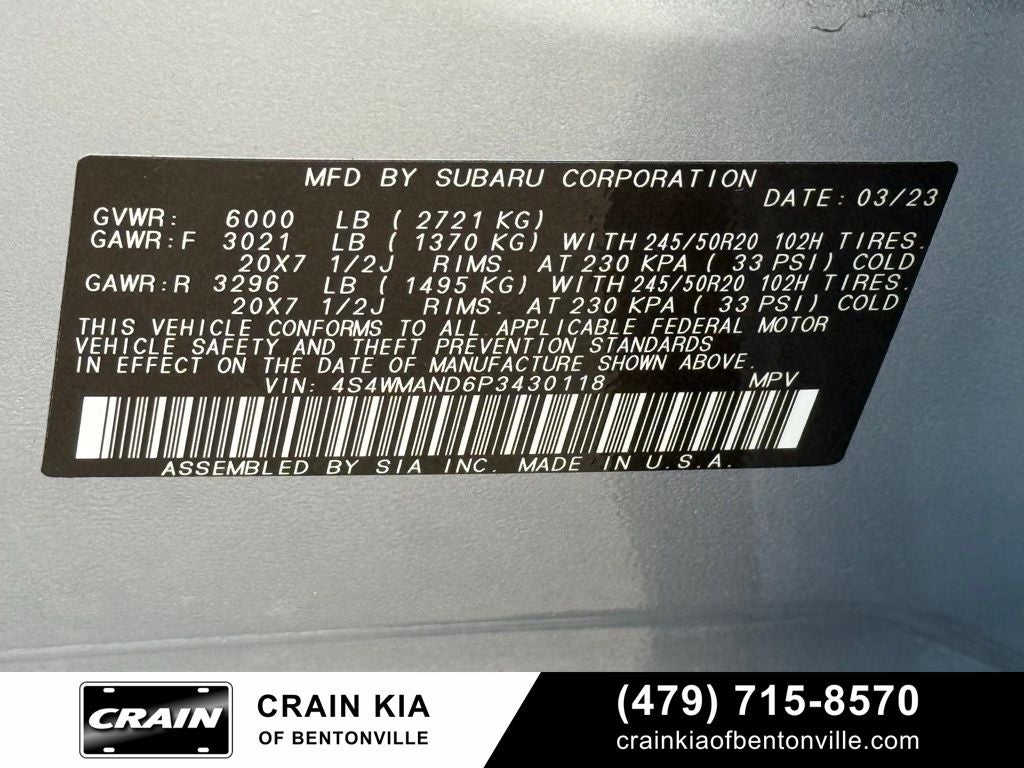 MFD BY SUBARU CORPORATION
DATE: 03/23
GVWR: 6000 LB ( 2721 KG)
GAWR:F 3021 LB ( 1370 KG) WITH 245/50R20 102H TIRES.
20X7 1/2J RIMS. AT 230 KPA ( 33 PSI) COLD
GAWR:R 3296 LB ( 1495 KG) WITH 245/50R20 102H TIRES.
20X7 1/2J RIMS. AT 230 KPA ( 33 PSI) COLD
THIS VEHICLE CONFORMS TO ALL APPLICABLE FEDERAL MOTOR
VEHICLE SAFETY AND THEFT PREVENTION STANDARDS
IN EFFECT ON THE DATE OF MANUFACTURE SHOWN ABOVE.
VIN: 4S4WMAND6P3430118 MPV
ASSEMBLED BY SIA INC. MADE IN U.S.A.
CRAIN
CRAIN KIA
OF BENTONVILLE
(479) 715-8570
crainkiaofbentonville.com